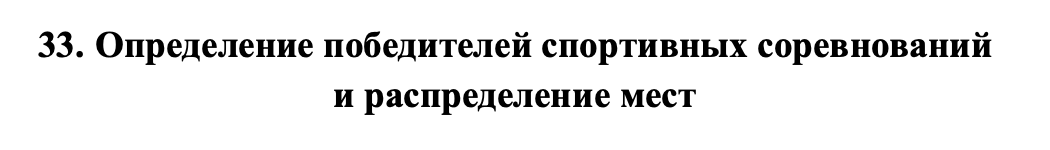 33. Определение победителей спортивных соревнований
и распределение мест